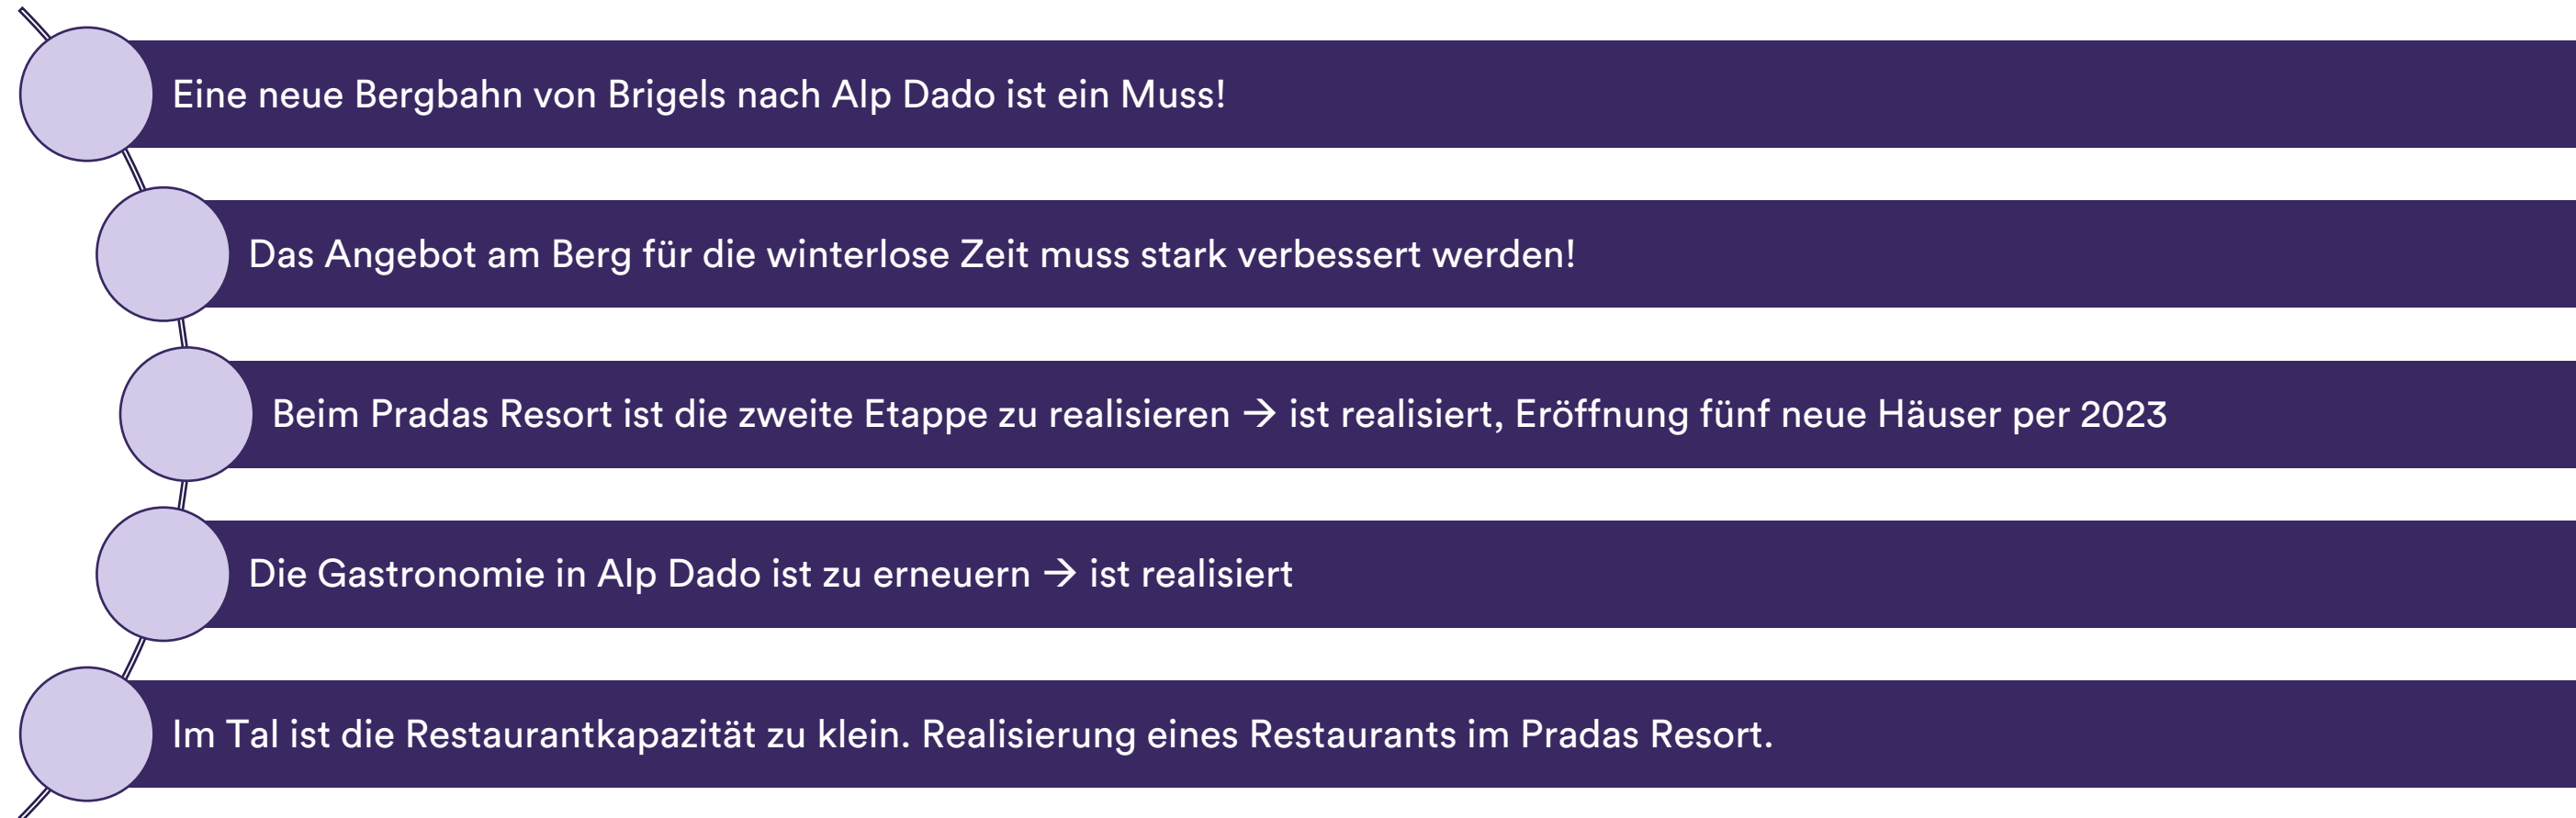 Eine neue Bergbahn von Brigels nach Alp Dado ist ein Muss!
Das Angebot am Berg für die winterlose Zeit muss stark verbessert werden!
Beim Pradas Resort ist die zweite Etappe zu realisieren → ist realisiert, Eröffnung fünf neue Häuser per 2023
Die Gastronomie in Alp Dado ist zu erneuern → ist realisiert
Im Tal ist die Restaurantkapazität zu klein. Realisierung eines Restaurants im Pradas Resort.